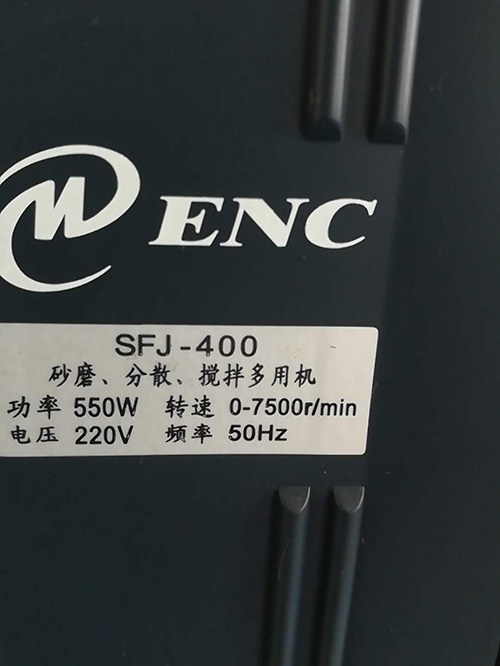 ENC
SFJ-400
砂磨、分散、搅拌多用机
功率 550W 转速 0-7500r/min
电压 220V 频率 50Hz